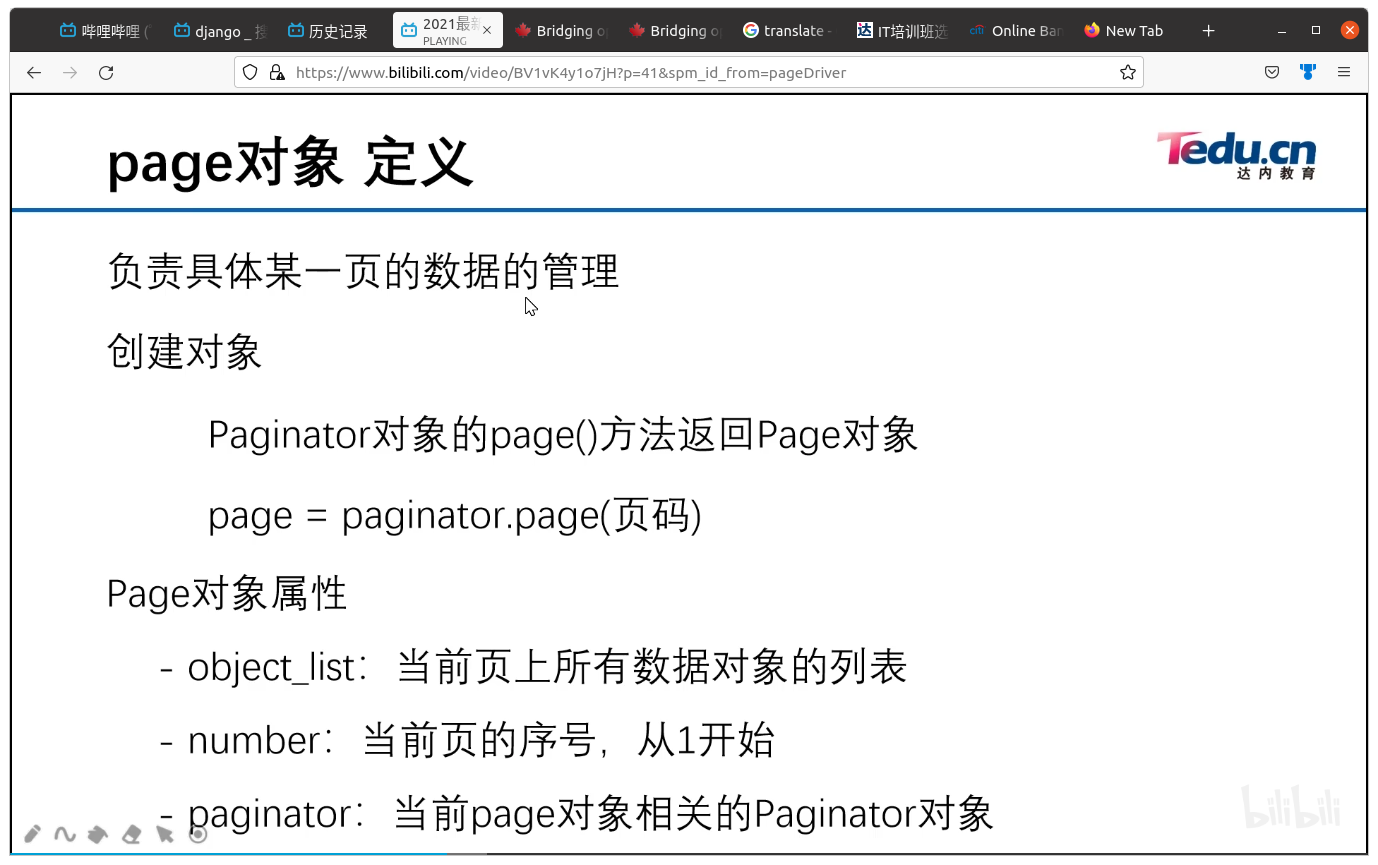 哔哩哔哩 (
django _ 搜
历史记录
2021最新
PLAYING
Bridging o
Bridging o
translate -
IT培训班选
Online Ban
New Tab
https://www.bilibili.com/video/BV1vK4y1o7jH?p=41&spm_id_from=pageDriver
page对象 定义
Tedu.cn
达内教育
负责具体某一页的数据的管理
创建对象
Paginator对象的page()方法返回Page对象
page = paginator.page(页码)
Page对象属性
- object_list：当前页上所有数据对象的列表
- number：当前页的序号，从1开始
- paginator：当前page对象相关的Paginator对象
bilibili